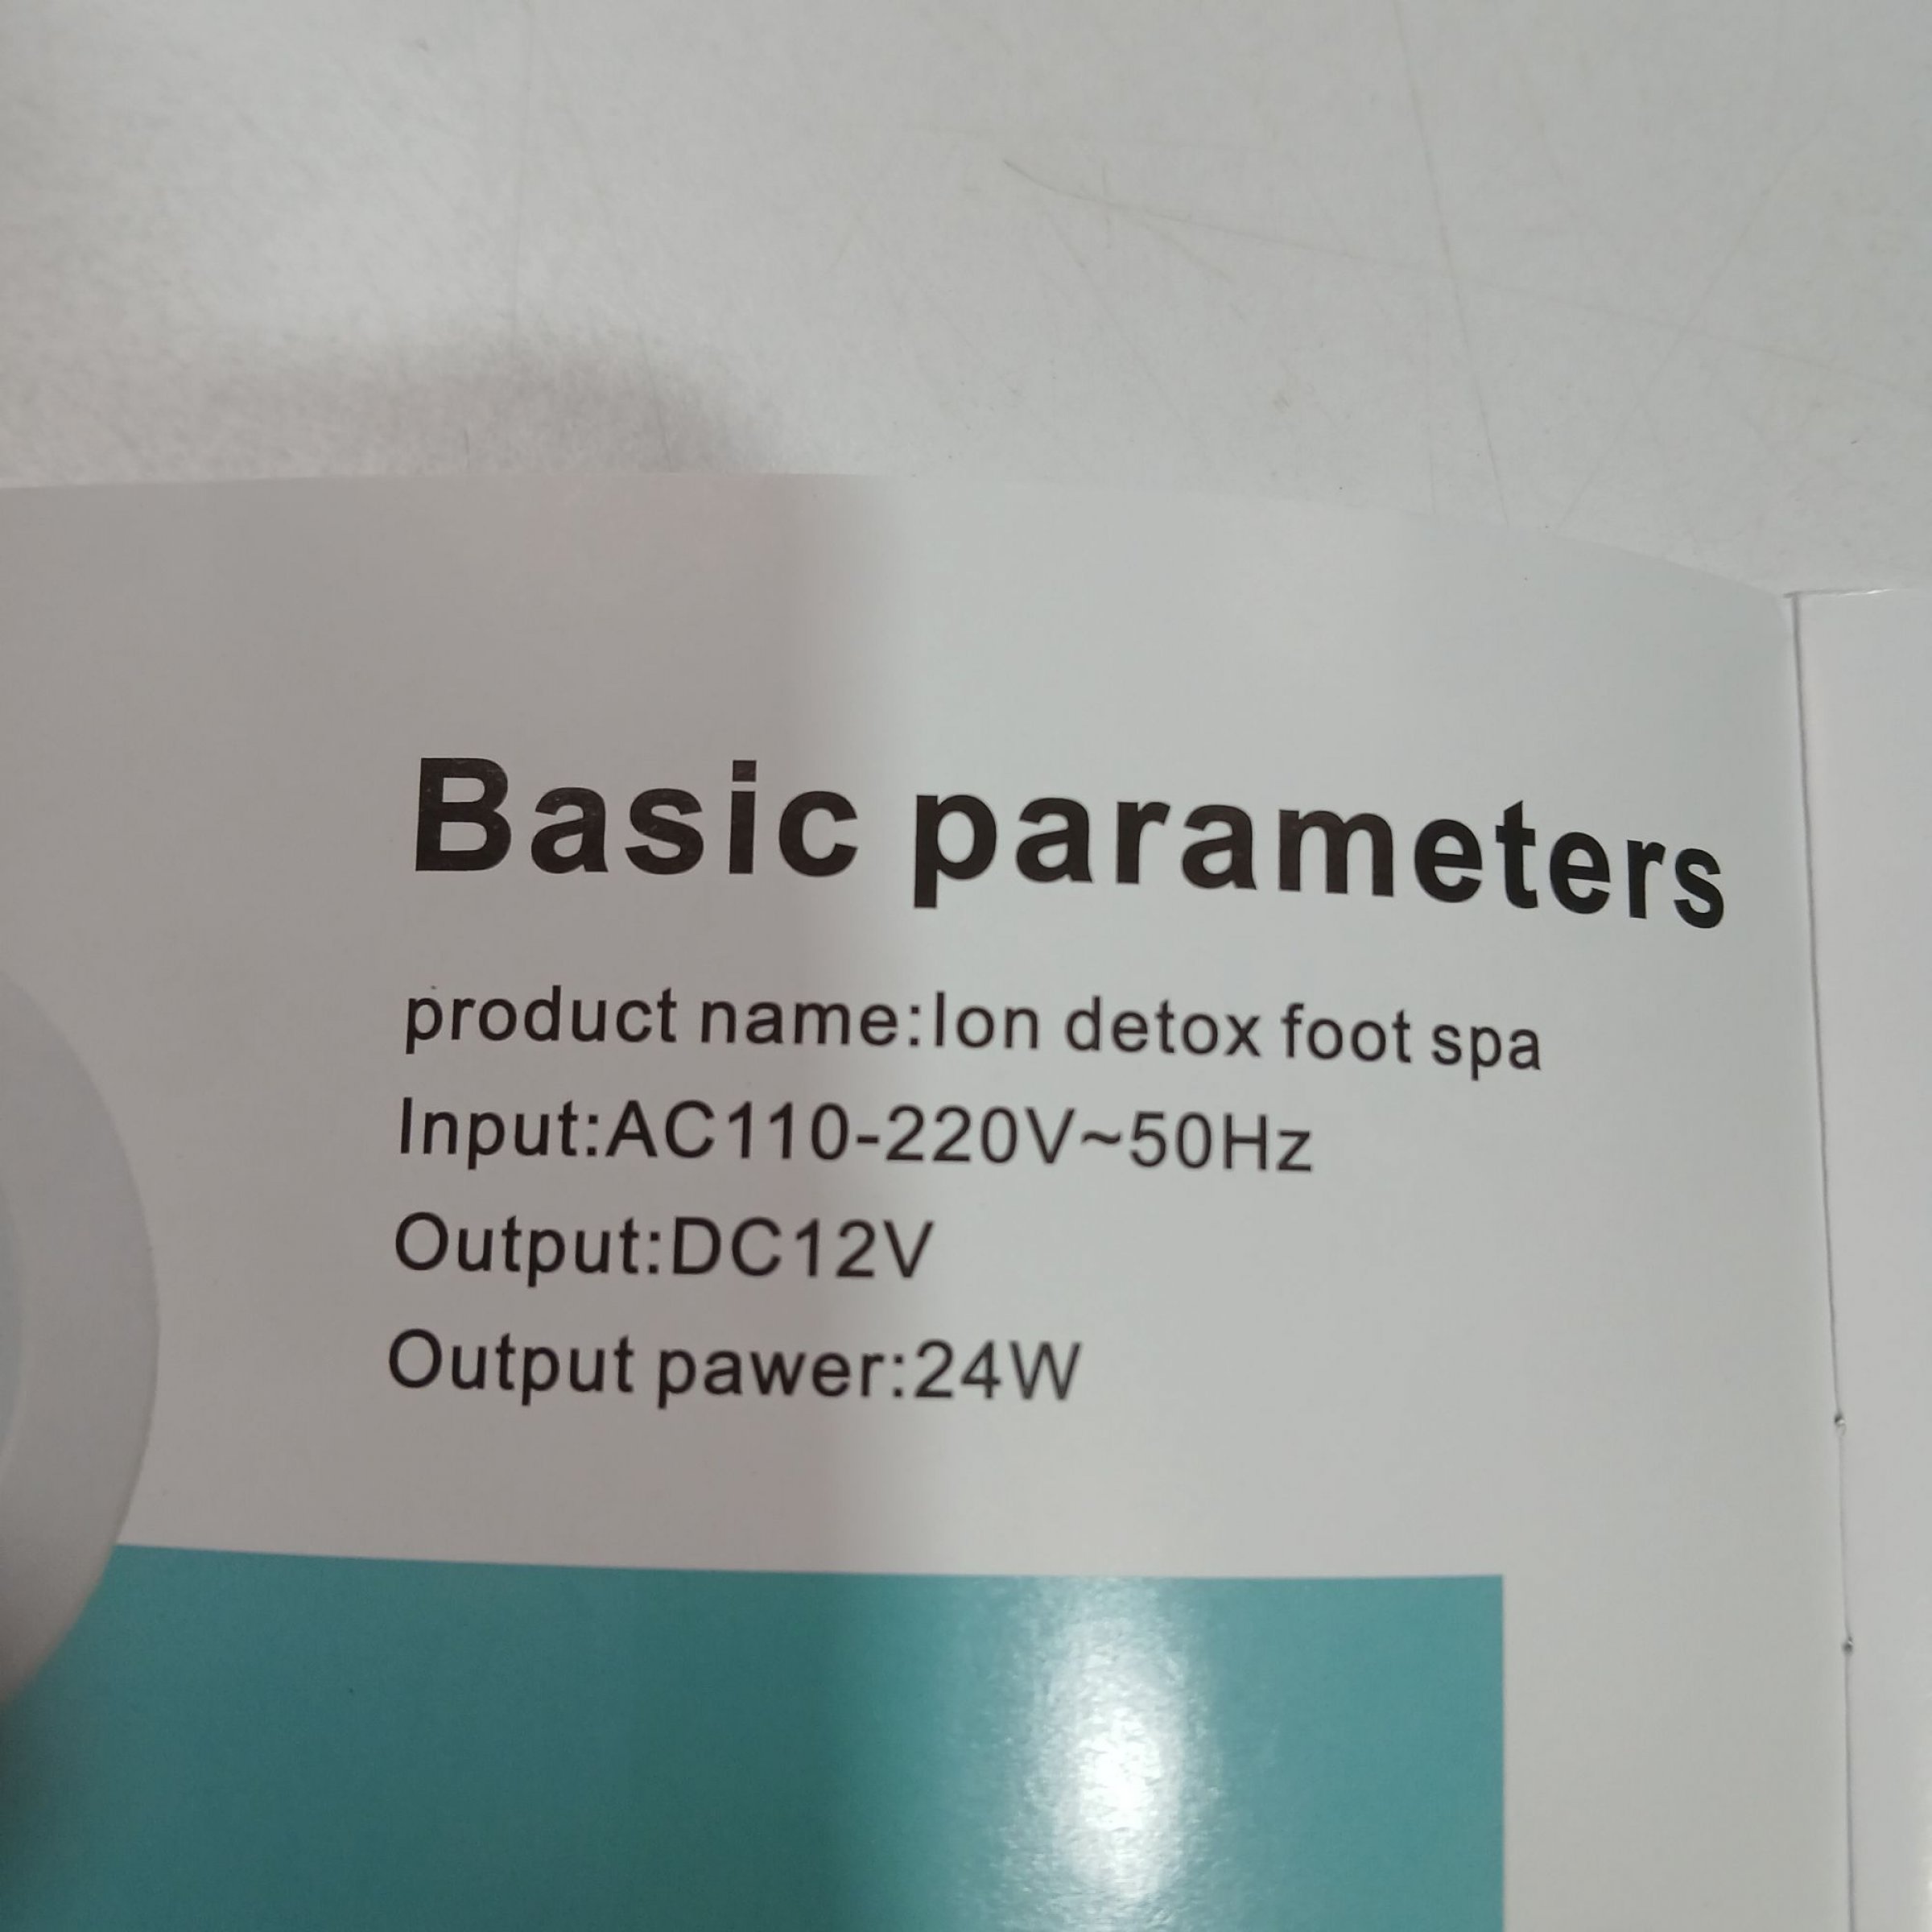 Basic parameters
product name:Ion detox foot spa
Input:AC110-220V~50Hz
Output:DC12V
Output pawer:24W